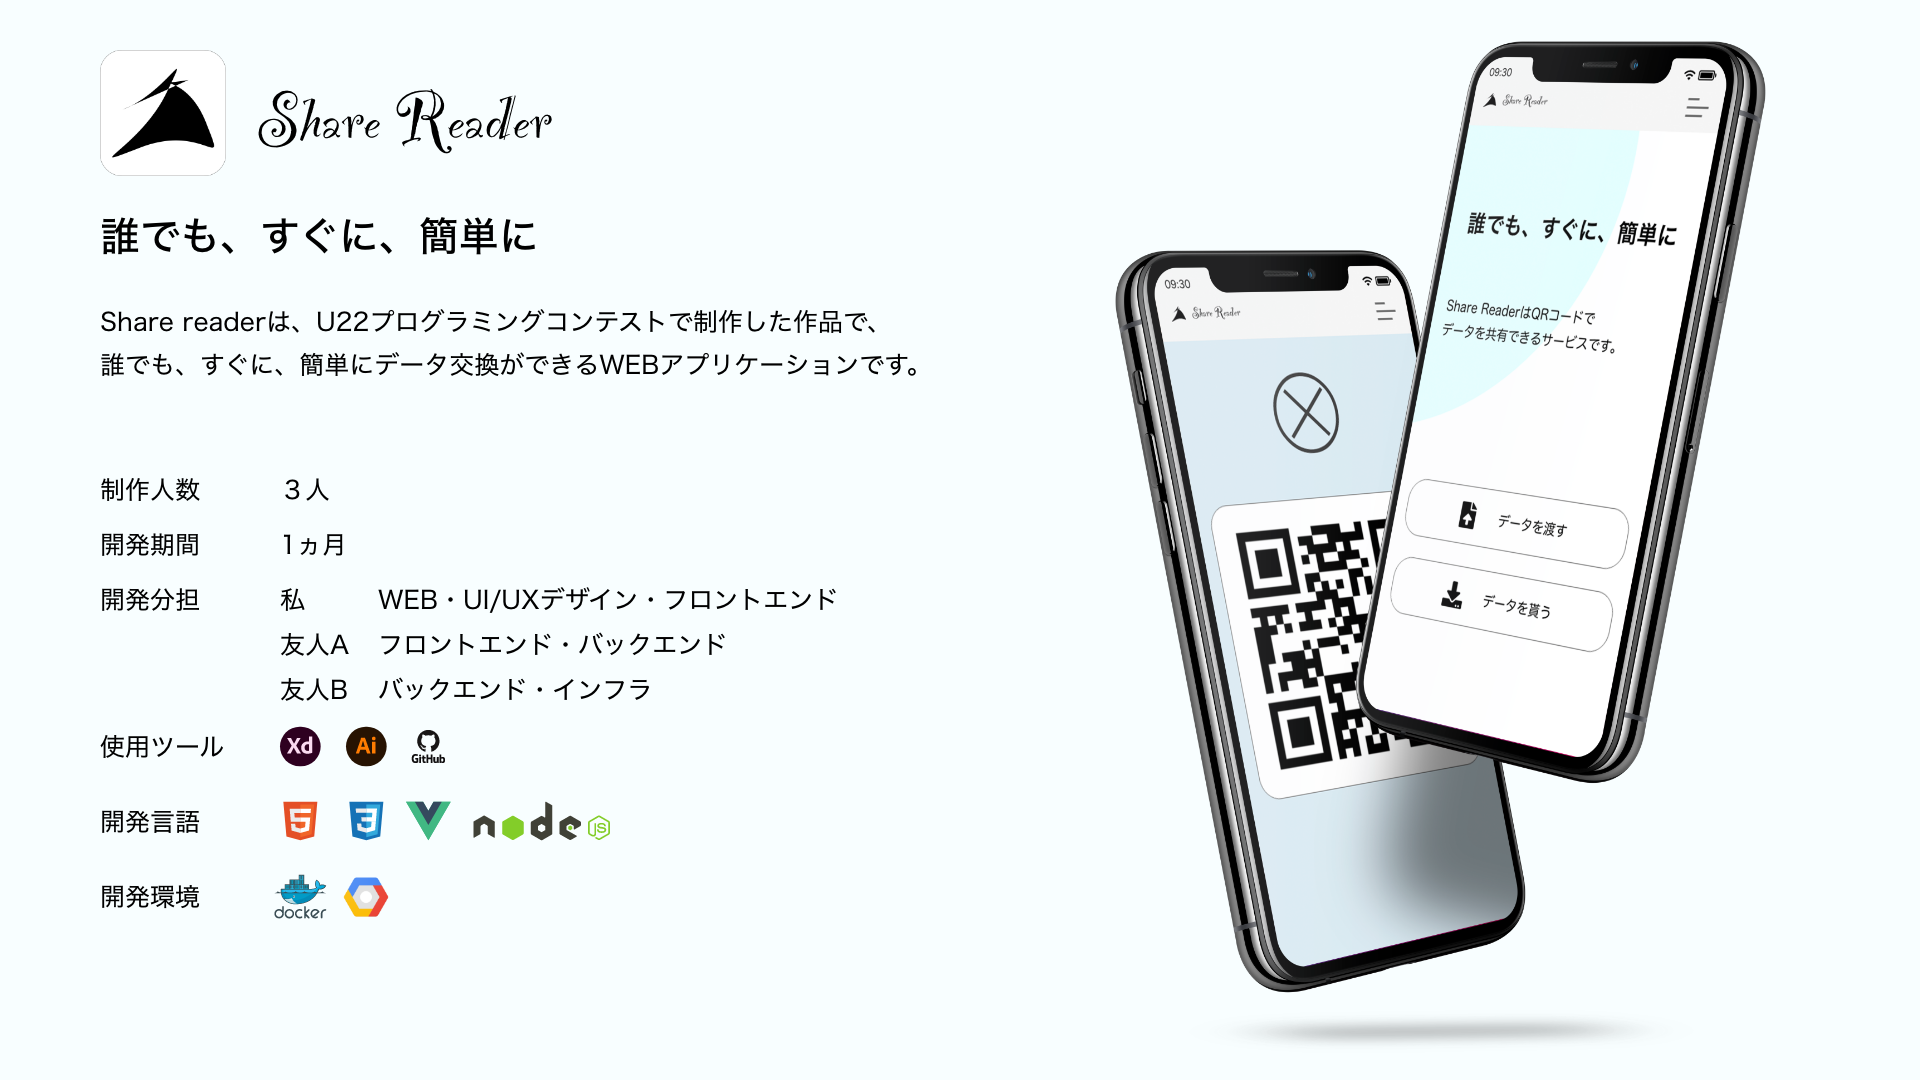 Share Reader
誰でも、すぐに、簡単に
Share readerは、U22プログラミングコンテストで制作した作品で、
誰でも、すぐに、簡単にデータ交換ができるWEBアプリケーションです。
制作人数 3人
開発期間 1ヵ月
開発分担 私 WEB・UI/UXデザイン・フロントエンド
友人A フロントエンド・バックエンド
友人B バックエンド・インフラ
使用ツール Xd Ai GitHub
開発言語 5 3 node JS
開発環境 docker
09:30
Share Reader
09:30
Share Reader
誰でも、すぐに、簡単に
Share ReaderはQRコードで
データを共有できるサービスです。
データを渡す
データを貰う